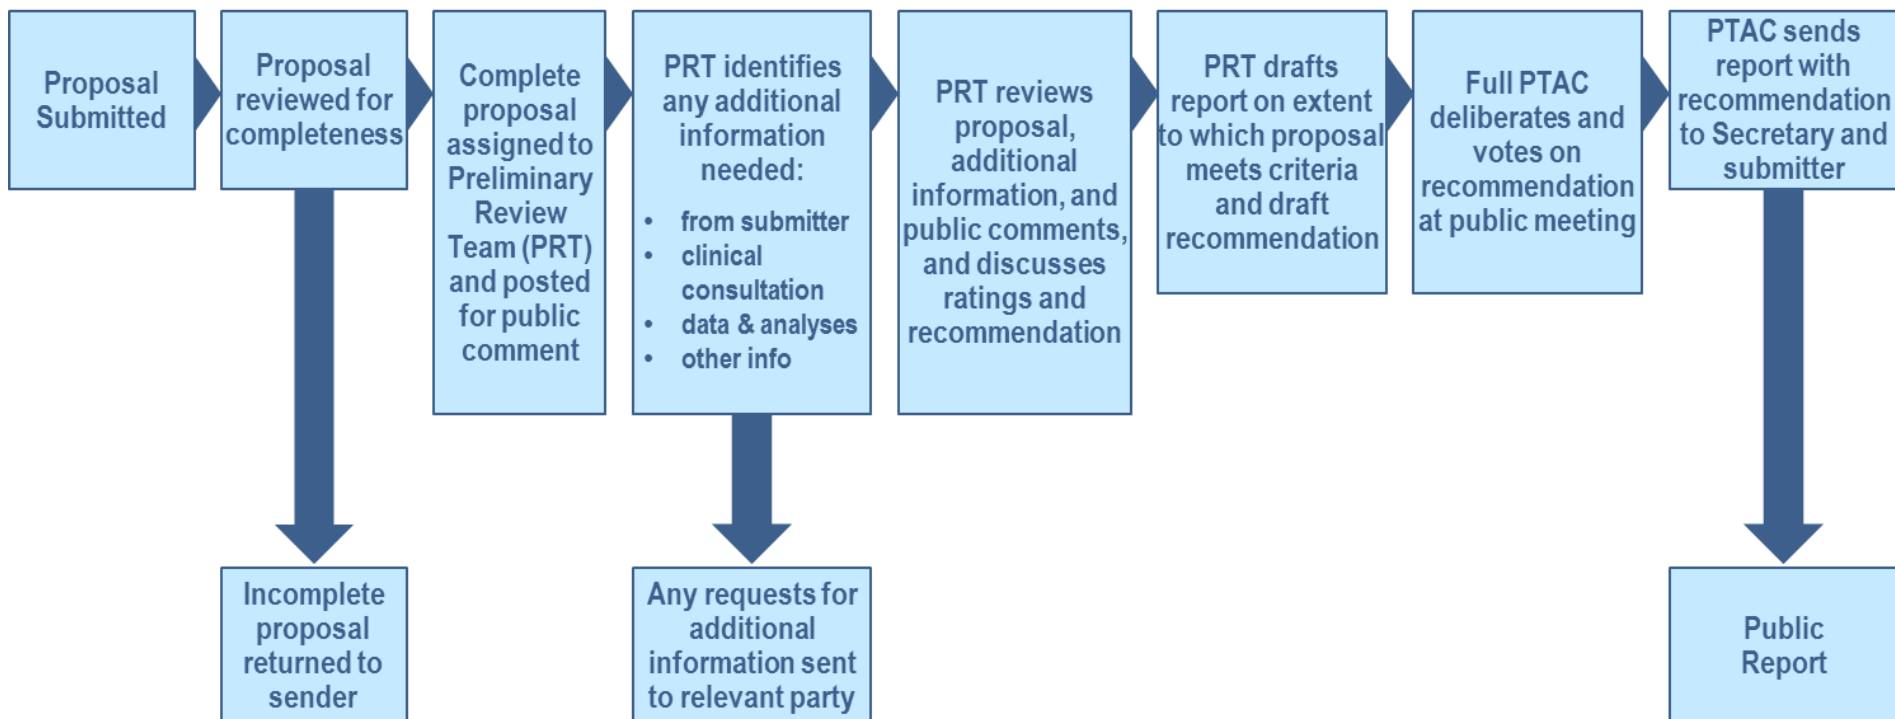 Proposal
Submitted
Proposal
reviewed for
completeness
Complete
proposal
assigned to
Preliminary
Review
Team (PRT)
and posted
for public
comment
PRT identifies
any additional
information
needed:
• from submitter
• clinical
consultation
• data & analyses
• other info
PRT reviews
proposal,
additional
information, and
public comments,
and discusses
ratings and
recommendation
PRT drafts
report on extent
to which proposal
meets criteria
and draft
recommendation
Full PTAC
deliberates and
votes on
recommendation
at public meeting
PTAC sends
report with
recommendation
to Secretary and
submitter
Incomplete
proposal
returned to
sender
Any requests for
additional
information sent
to relevant party
Public
Report